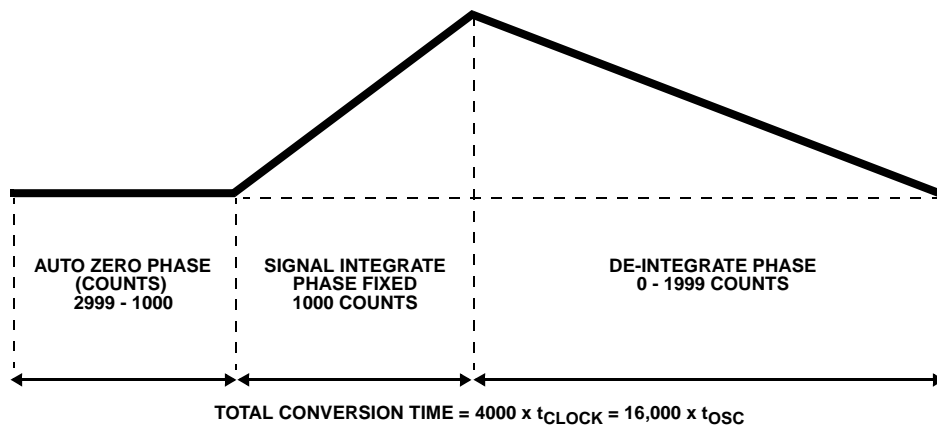 AUTO ZERO PHASE
(COUNTS)
2999 - 1000
SIGNAL INTEGRATE
PHASE FIXED
1000 COUNTS
DE-INTEGRATE PHASE
0 - 1999 COUNTS
TOTAL CONVERSION TIME = 4000 x tCLOCK = 16,000 x tOSC